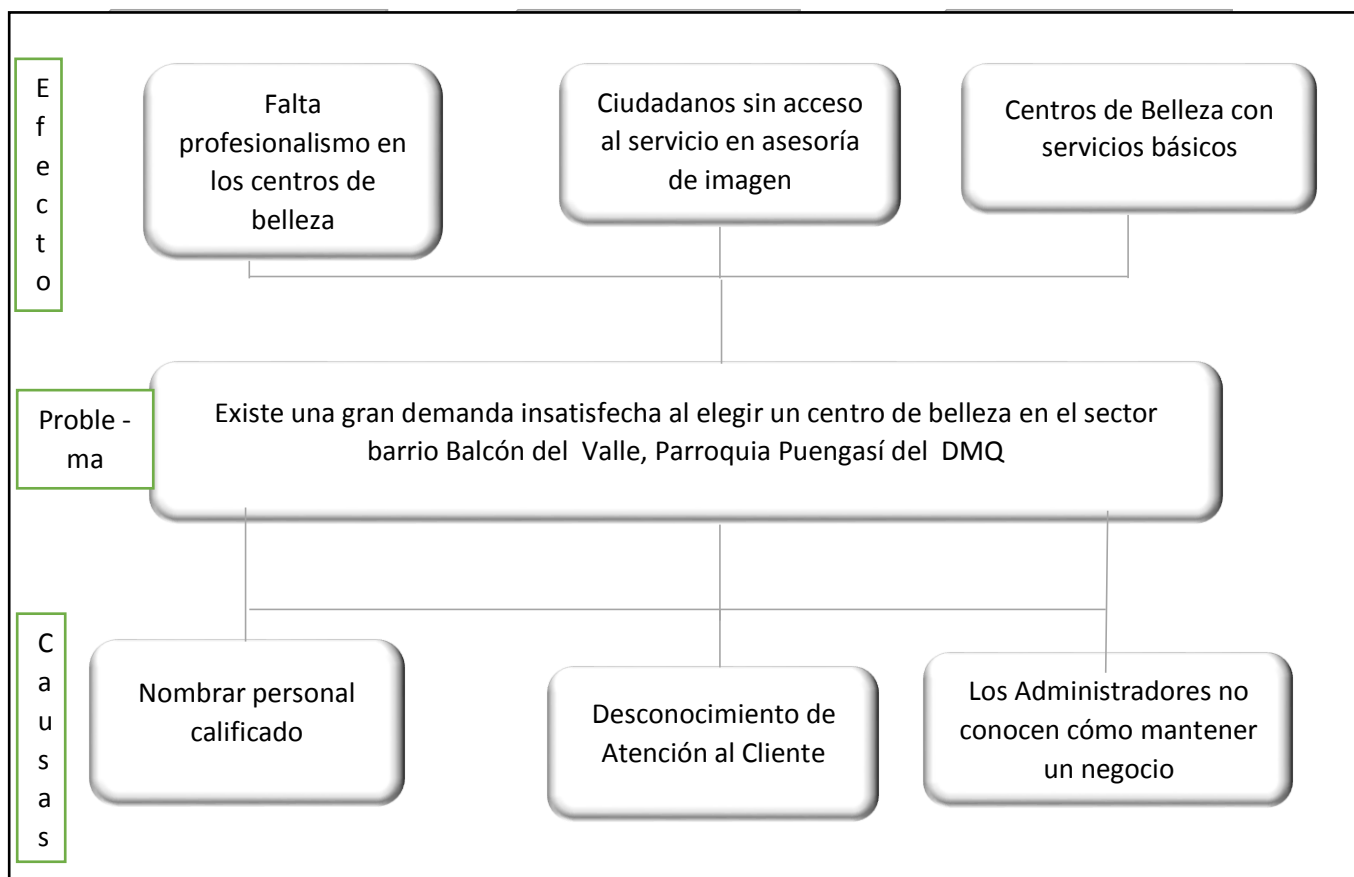 Efecto
Falta
profesionalismo en
los centros de
belleza
Ciudadanos sin acceso
al servicio en asesoría
de imagen
Centros de Belleza con
servicios básicos
Proble -
ma
Existe una gran demanda insatisfecha al elegir un centro de belleza en el sector
barrio Balcón del  Valle, Parroquia Puengasí del  DMQ
Causas
Nombrar personal
calificado
Desconocimiento de
Atención al Cliente
Los Administradores no
conocen cómo mantener
un negocio